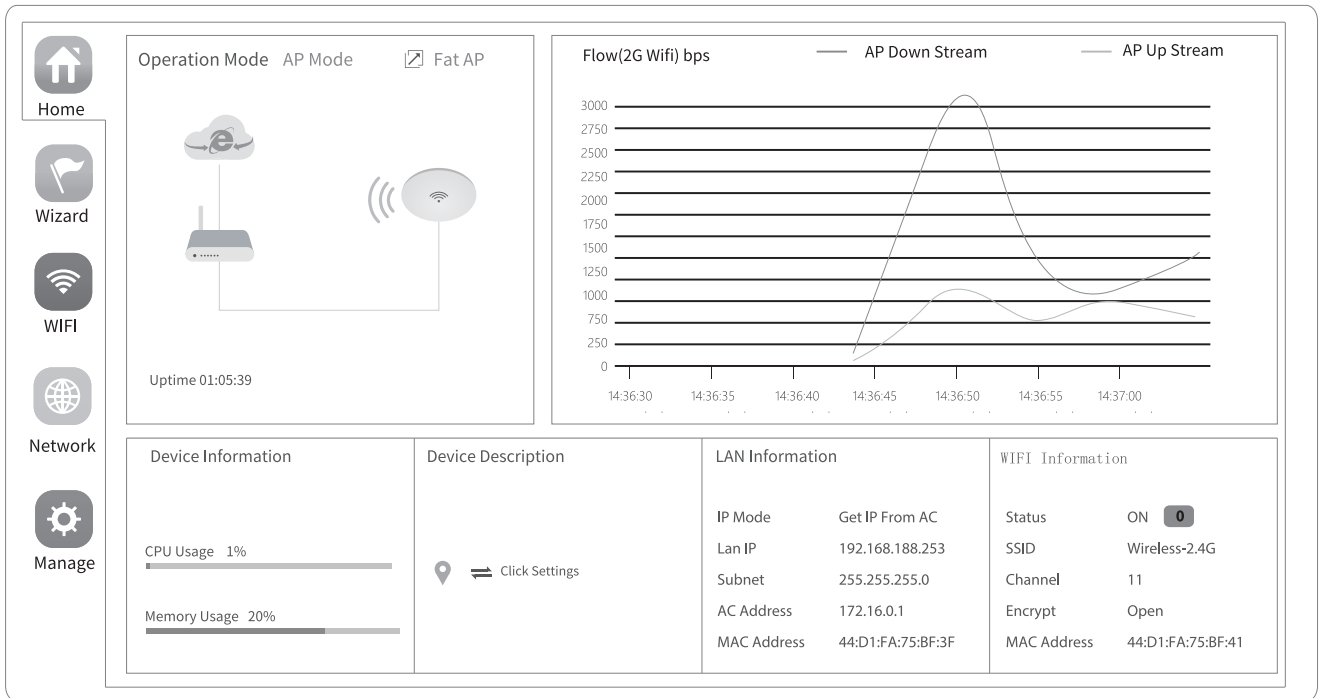 Home
Wizard
WIFI
Network
Manage
Operation Mode AP Mode Fat AP
Uptime 01:05:39
Flow(2G Wifi) bps AP Down Stream AP Up Stream
3000
2750
2500
2250
2000
1750
1500
1250
1000
750
250
0
14:36:30 14:36:35 14:36:40 14:36:45 14:36:50 14:36:55 14:37:00
Device Information
CPU Usage 1%
Memory Usage 20%
Device Description
Click Settings
LAN Information
IP Mode Get IP From AC
Lan IP 192.168.188.253
Subnet 255.255.255.0
AC Address 172.16.0.1
MAC Address 44:D1:FA:75:BF:3F
WIFI Information
Status ON 0
SSID Wireless-2.4G
Channel 11
Encrypt Open
MAC Address 44:D1:FA:75:BF:41